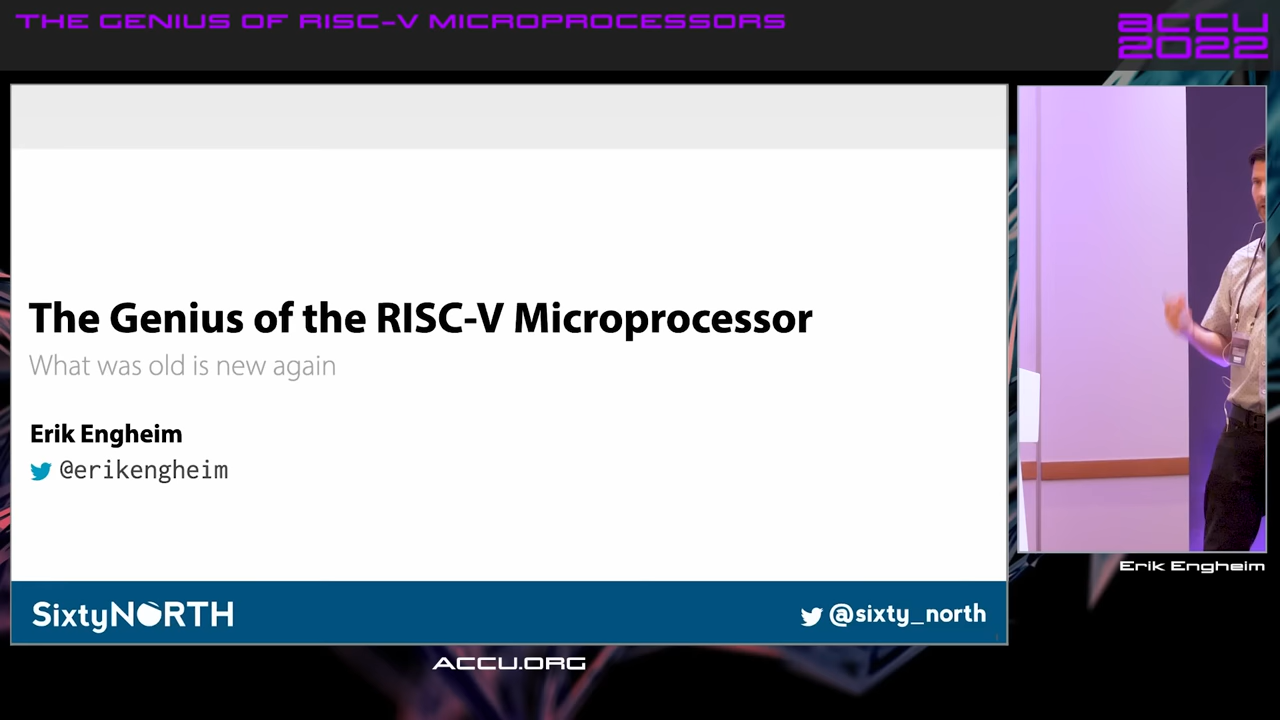 THE GENIUS OF RISC-V MICROPROCESSORS
accu
2022
The Genius of the RISC-V Microprocessor
What was old is new again
Erik Engheim
@erikengheim
SixtyNORTH
@sixty_north
Erik Engheim
ACCU.ORG